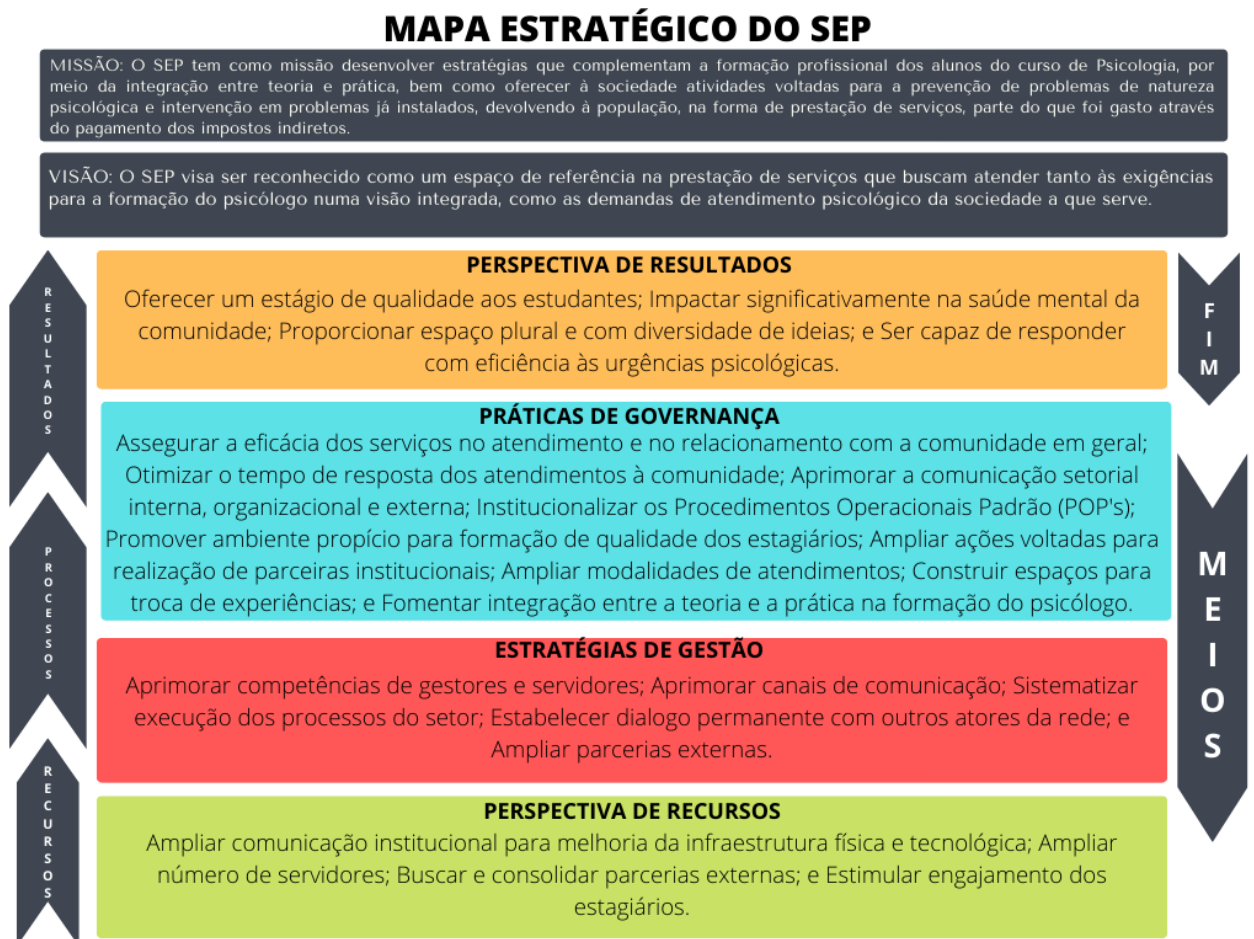 MAPA ESTRATÉGICO DO SEP
MISSÃO: O SEP tem como missão desenvolver estratégias que complementam a formação profissional dos alunos do curso de Psicologia, por
meio da integração entre teoria e prática, bem como oferecer à sociedade atividades voltadas para a prevenção de problemas de natureza
psicológica e intervenção em problemas já instalados, devolvendo à população, na forma de prestação de serviços, parte do que foi gasto através
do pagamento dos impostos indiretos.
VISÃO: O SEP visa ser reconhecido como um espaço de referência na prestação de serviços que buscam atender tanto às exigências
para a formação do psicólogo numa visão integrada, como as demandas de atendimento psicológico da sociedade a que serve.
RESULTADOS
PERSPECTIVA DE RESULTADOS
Oferecer um estágio de qualidade aos estudantes; Impactar significativamente na saúde mental da
comunidade; Proporcionar espaço plural e com diversidade de ideias; e Ser capaz de responder
com eficiência às urgências psicológicas.
FIM
PRÁTICAS DE GOVERNANÇA
Assegurar a eficácia dos serviços no atendimento e no relacionamento com a comunidade em geral;
Otimizar o tempo de resposta dos atendimentos à comunidade; Aprimorar a comunicação setorial
interna, organizacional e externa; Institucionalizar os Procedimentos Operacionais Padrão (POP's);
Promover ambiente propício para formação de qualidade dos estagiários; Ampliar ações voltadas para
realização de parceiras institucionais; Ampliar modalidades de atendimentos; Construir espaços para
troca de experiências; e Fomentar integração entre a teoria e a prática na formação do psicólogo.
PROCESSOS
MEIOS
ESTRATÉGIAS DE GESTÃO
Aprimorar competências de gestores e servidores; Aprimorar canais de comunicação; Sistematizar
execução dos processos do setor; Estabelecer dialogo permanente com outros atores da rede; e
Ampliar parcerias externas.
RECURSOS
PERSPECTIVA DE RECURSOS
Ampliar comunicação institucional para melhoria da infraestrutura física e tecnológica; Ampliar
número de servidores; Buscar e consolidar parcerias externas; e Estimular engajamento dos
estagiários.